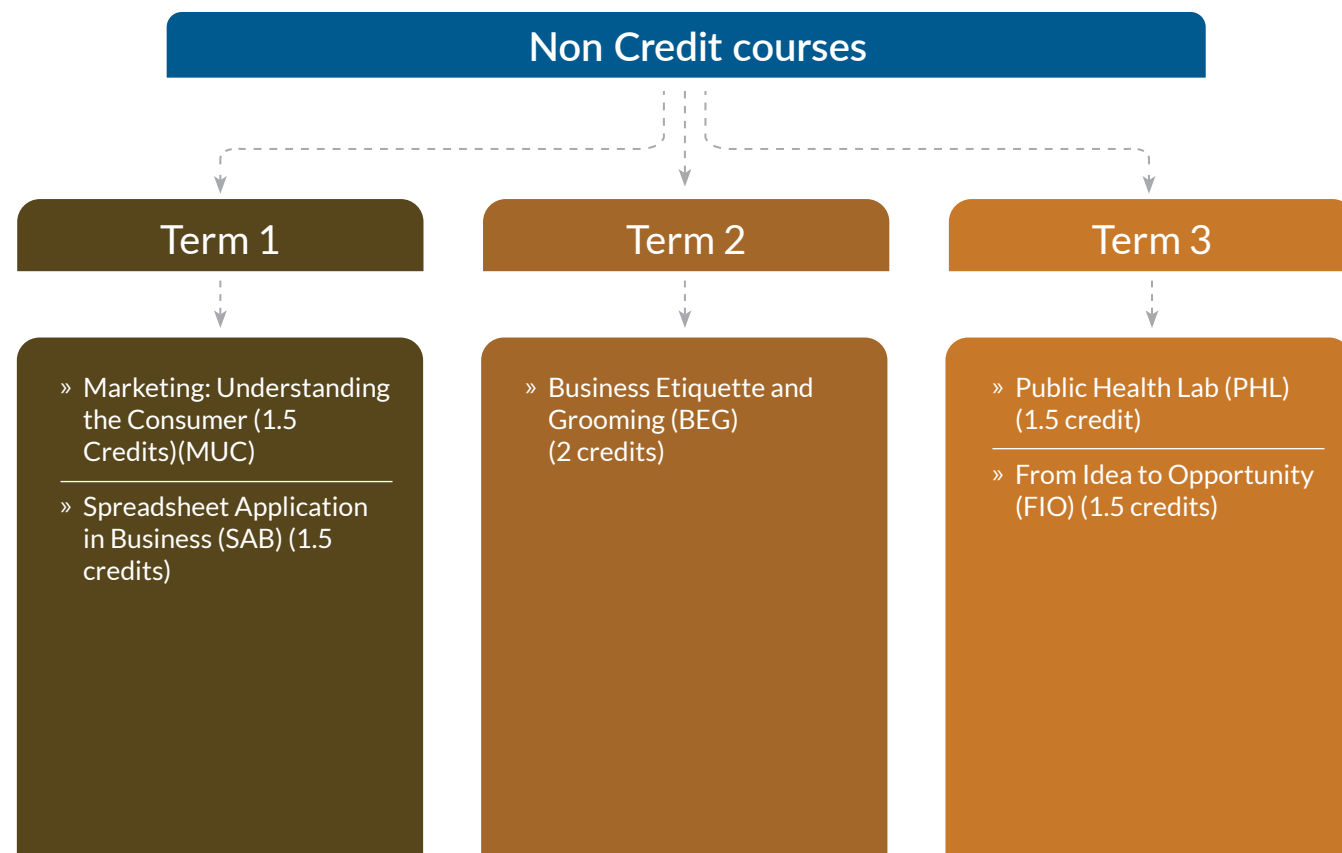 Non Credit courses
Term 1
Term 2
Term 3
» Marketing: Understanding
the Consumer (1.5
Credits)(MUC)
» Spreadsheet Application
in Business (SAB) (1.5
credits)
» Business Etiquette and
Grooming (BEG)
(2 credits)
» Public Health Lab (PHL)
(1.5 credit)
» From Idea to Opportunity
(FIO) (1.5 credits)